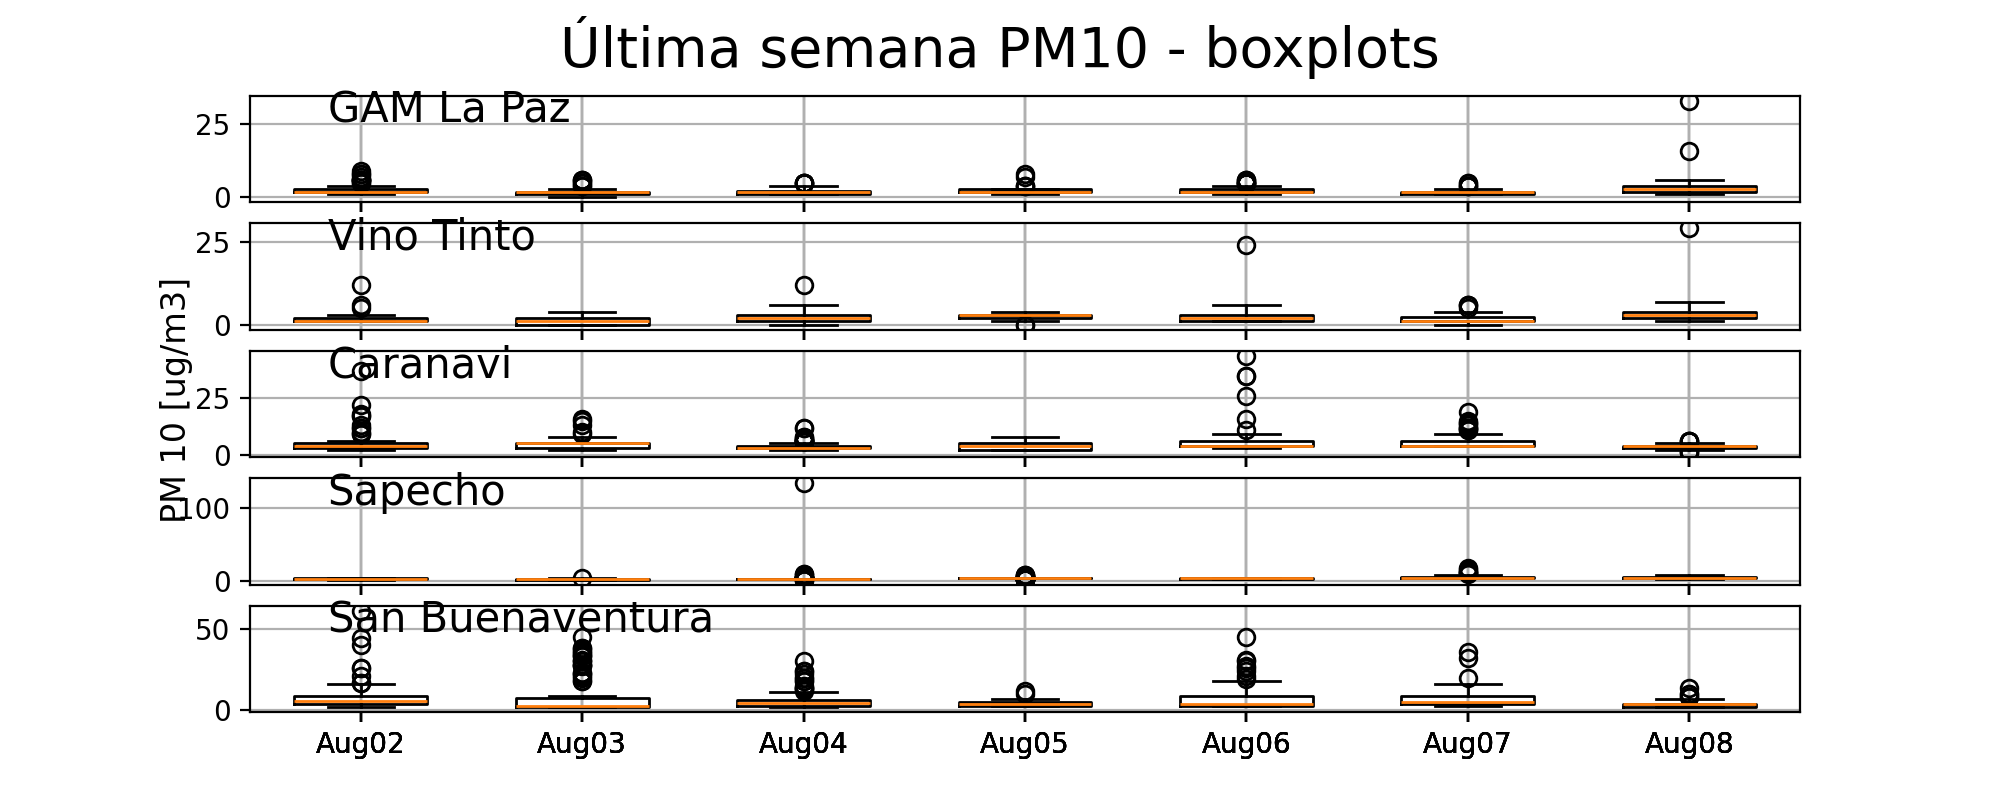 Última semana PM10 - boxplots
GAM La Paz
25
0
Vino Tinto
25
0
PM 10 [ug/m3]
Caranavi
25
0
Sapecho
100
0
San Buenaventura
50
0
Aug02 Aug03 Aug04 Aug05 Aug06 Aug07 Aug08